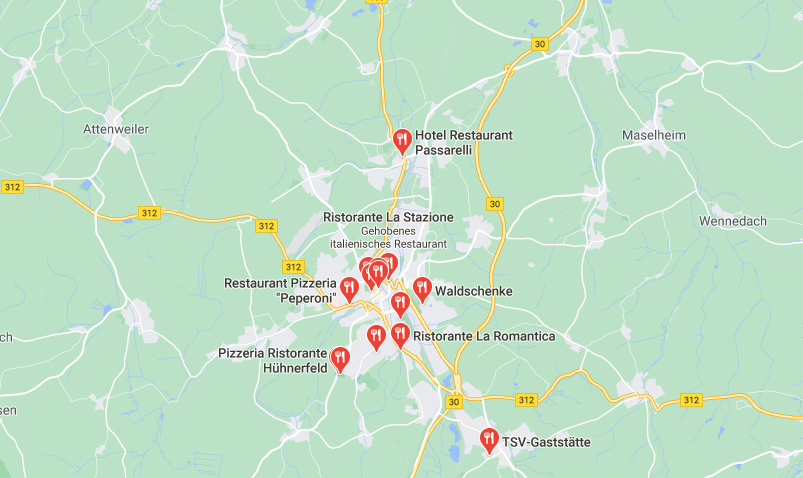 30
Attenweiler
Hotel Restaurant
Passarelli
Maselheim
312
312
30
Ristorante La Stazione
Gehobenes
italienisches Restaurant
312
Wennedach
312
Restaurant Pizzeria
"Peperoni"
Waldschenke
ch
Ristorante La Romantica
Pizzeria Ristorante
Hühnerfeld
30
312
312
sen
TSV-Gaststätte